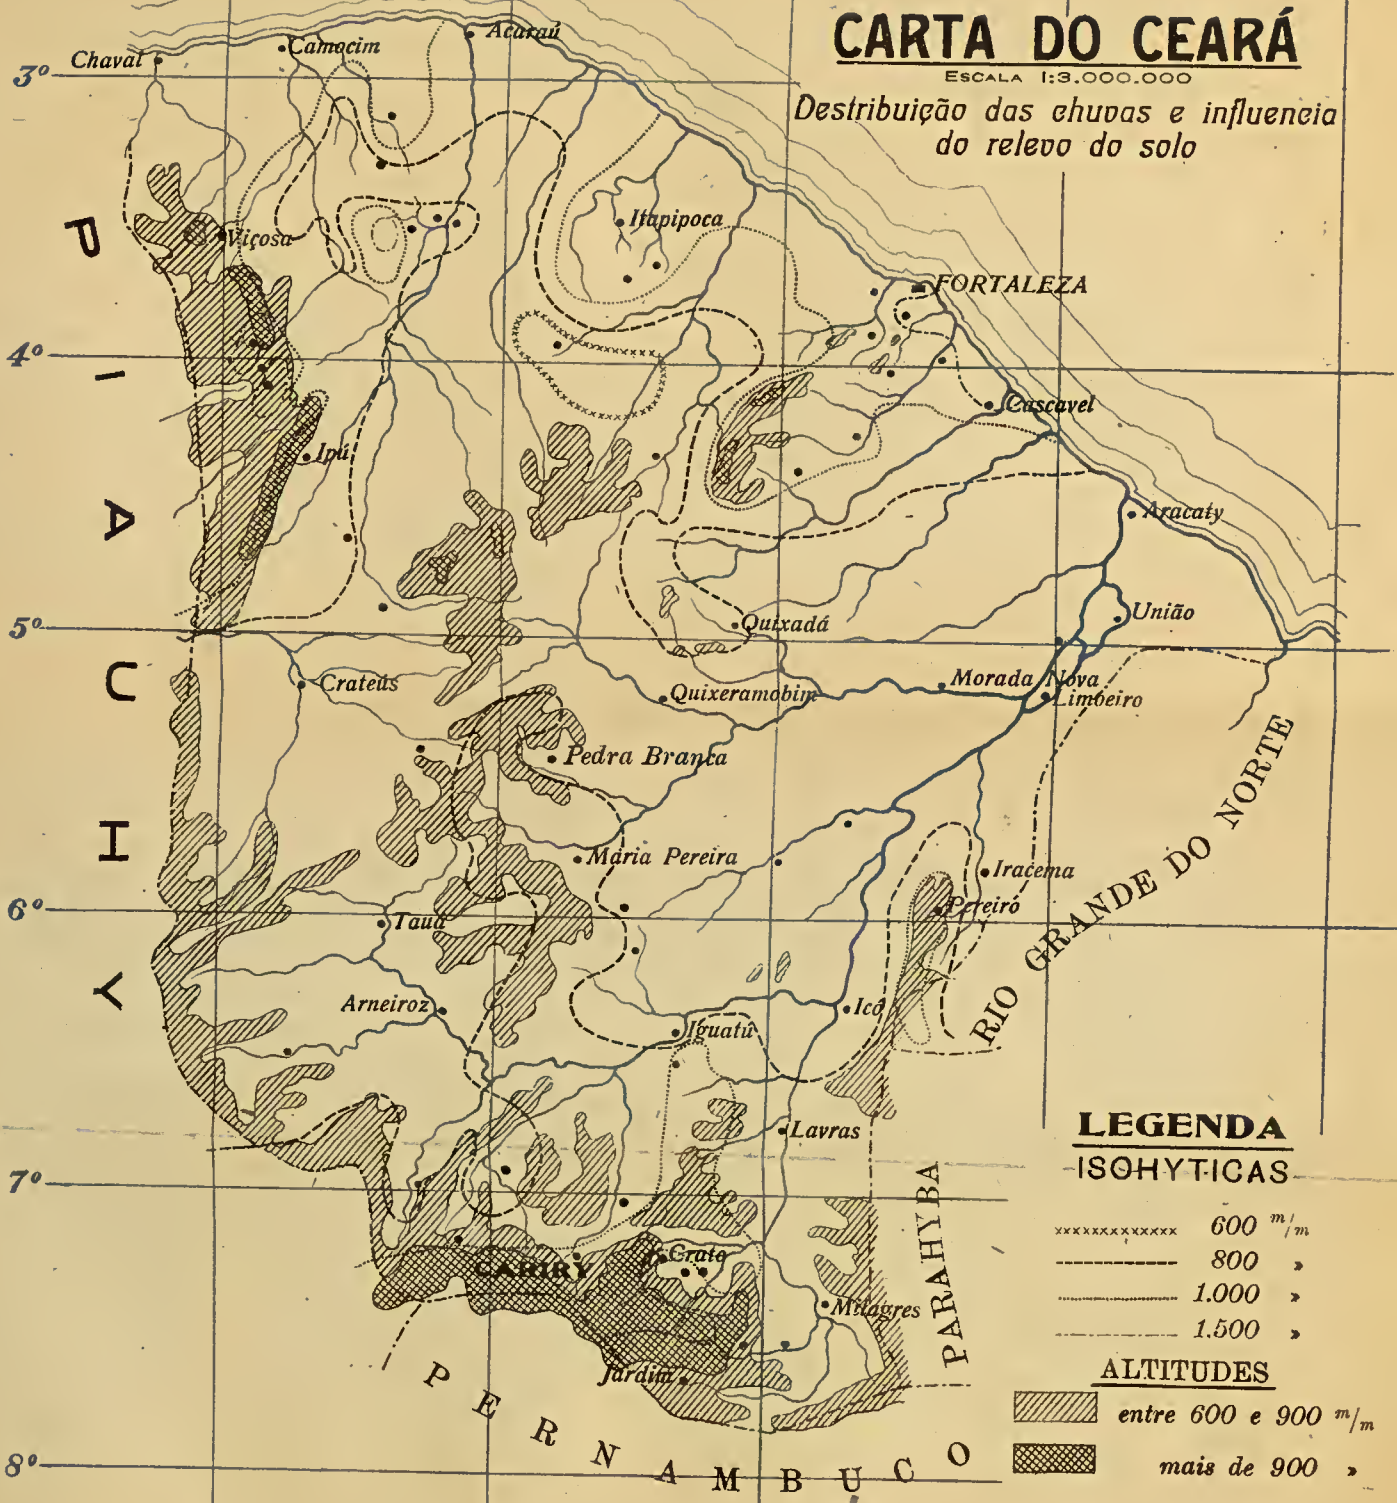 CARTA DO CEARÁ
ESCALA 1:3.000.000
Destribuição das chuvas e influencia
do relevo do solo
Chaval
Camocim
Acaraú
3º
Viçosa
Itapipoca
FORTALEZA
4º
Cascavel
Ipú
Aracaty
5º
Quixadá
União
Crateús
Quixeramobim
Morada Nova
Limoeiro
Pedra Branca
Maria Pereira
Iracema
6º
Tauá
Pereiró
Arneiroz
Icó
Iguatú
Lavras
7º
CARIRY
Crato
Milagres
Jardim
8º
PIAUHY
RIO GRANDE DO NORTE
PARAHYBA
PERNAMBUCO
LEGENDA
ISOHYTICAS
600 m/m
800 »
1.000 »
1.500 »
ALTITUDES
entre 600 e 900 m/m
mais de 900 »